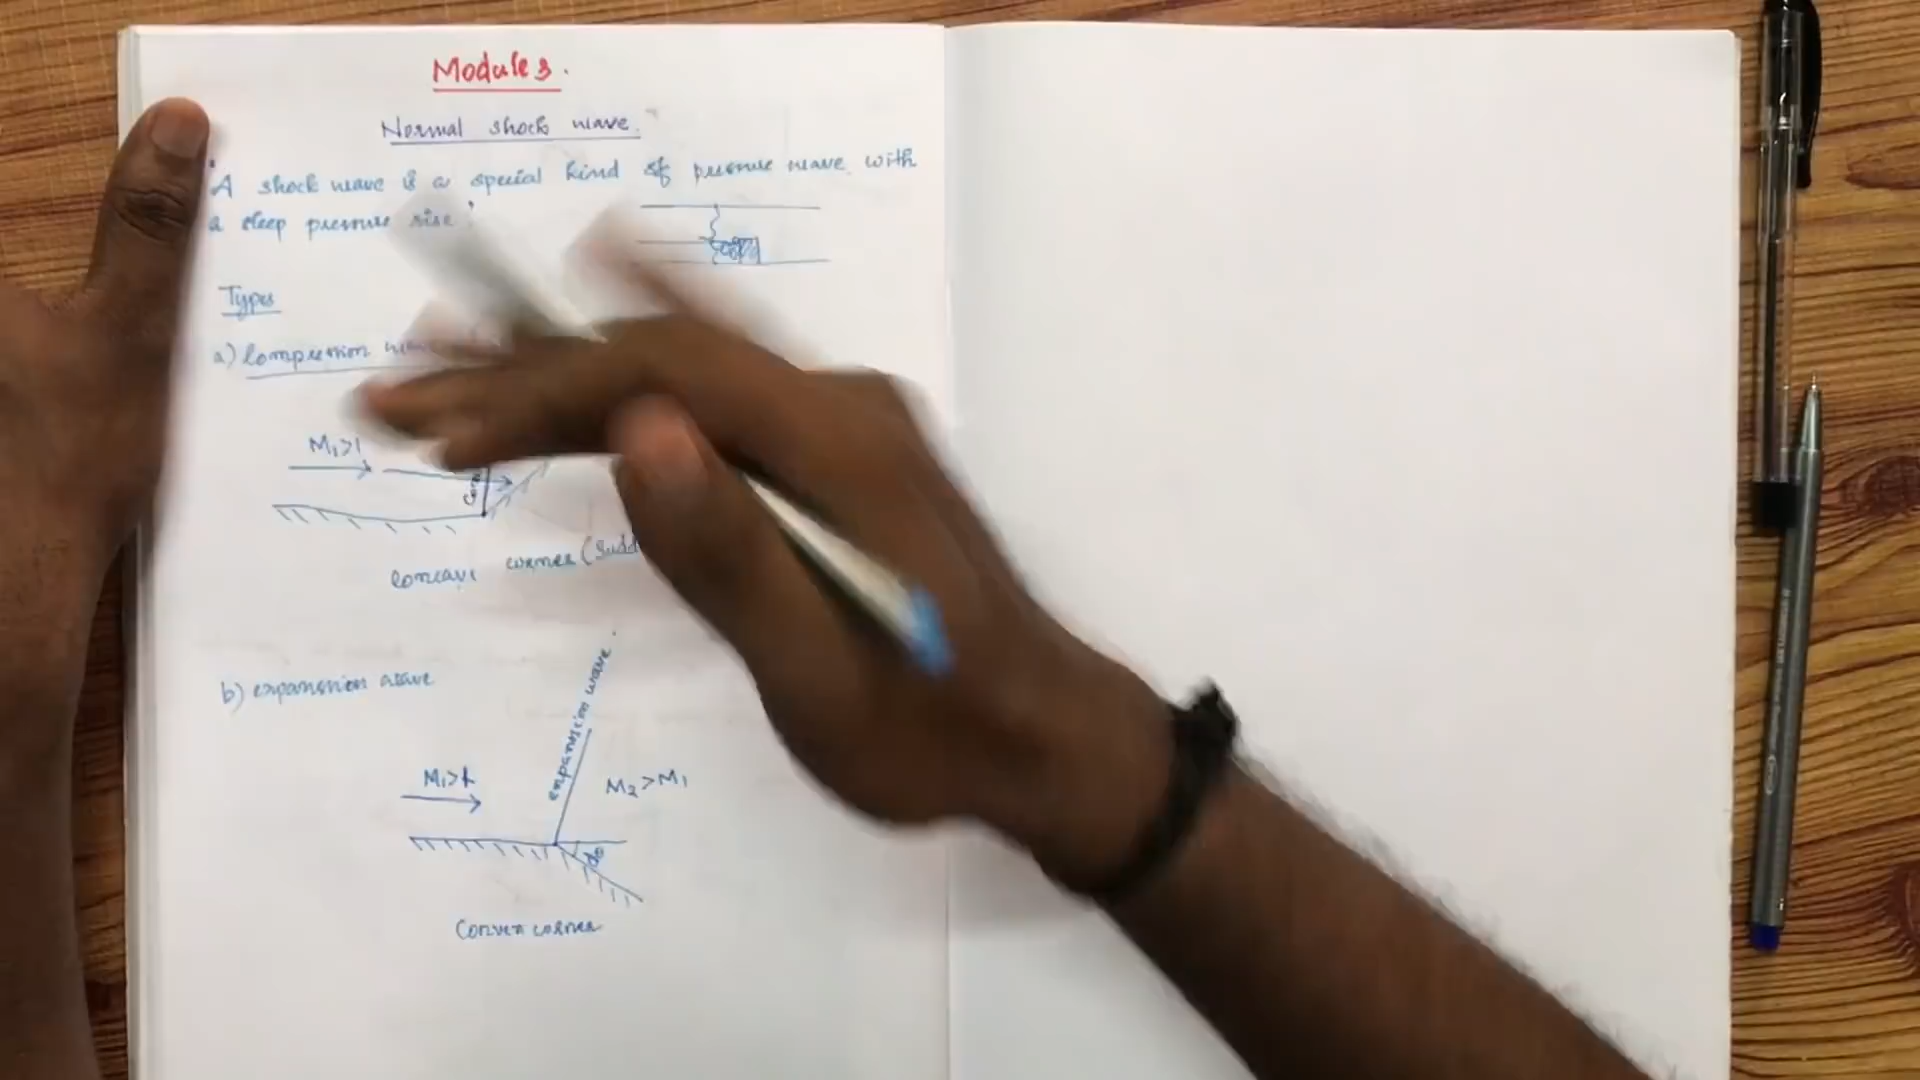 Module 3.
Normal shock wave.
'A shock wave is a special kind of pressure wave with
a steep pressure rise'
Types
a) Compression
M₁>1
Concave corner (Sudd
b) expansion wave
expansion wave.
M₁>1
M₂>M₁
Convex corner